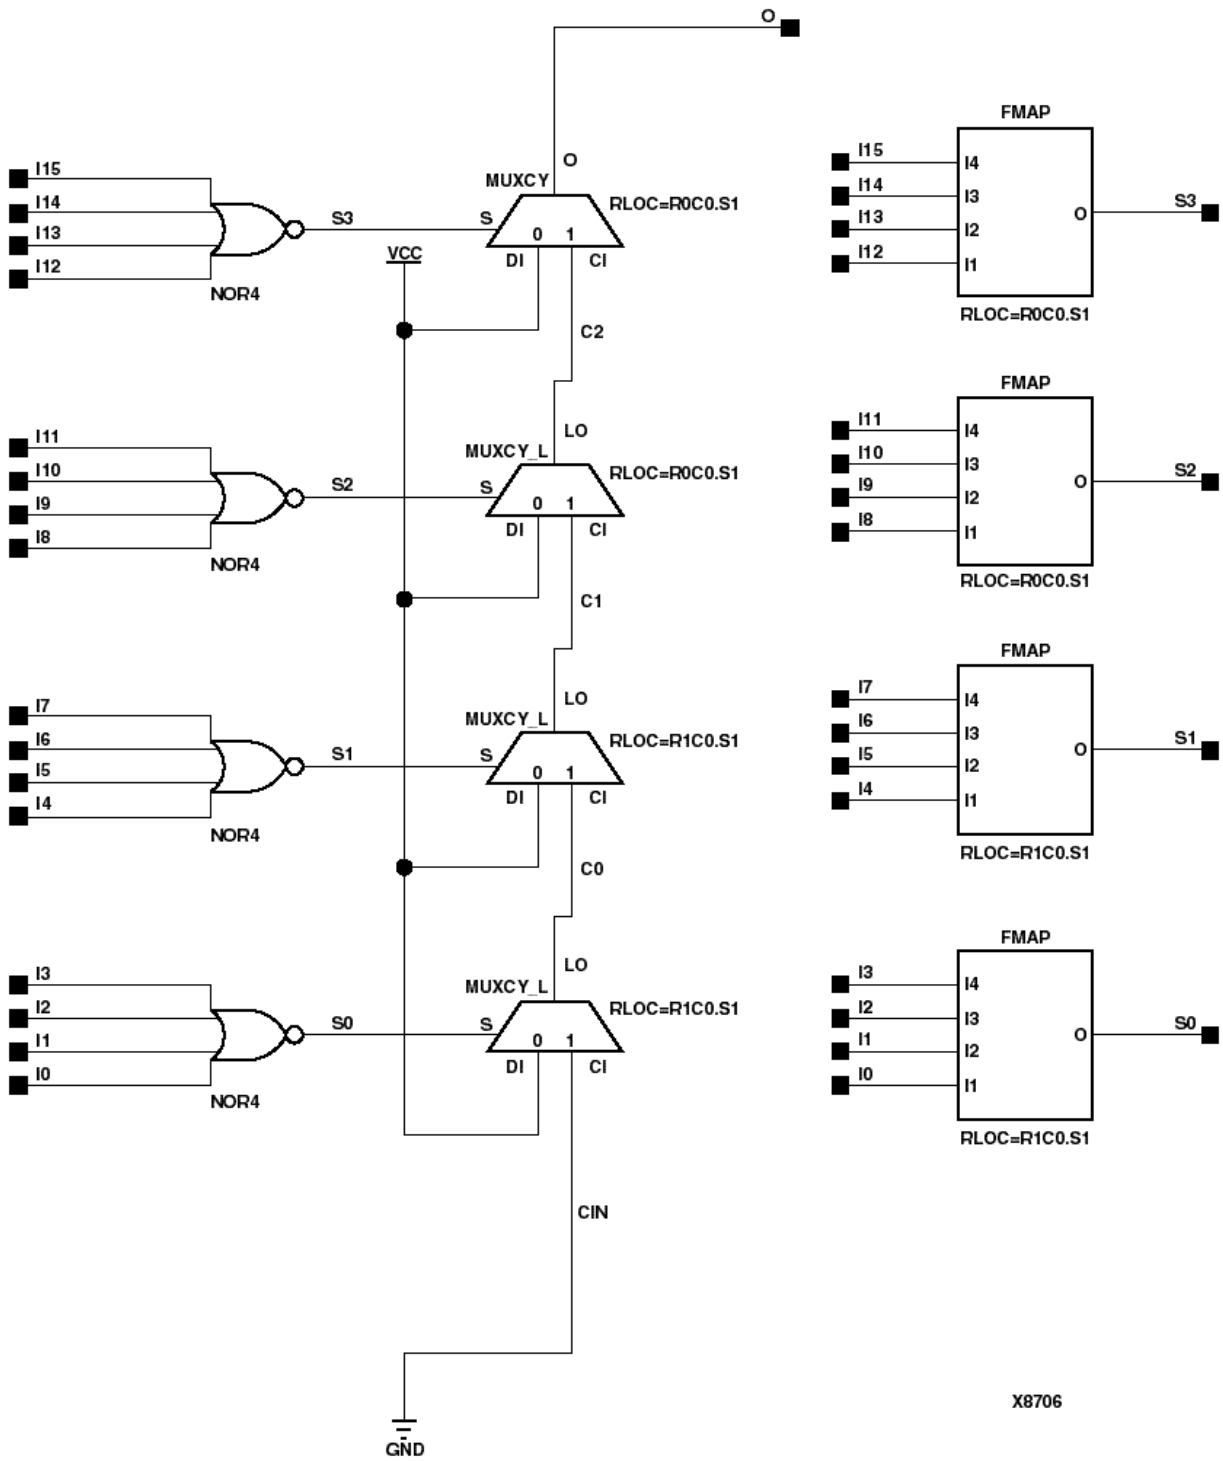 O
FMAP
I15
I14
I13
I12
NOR4
S3
VCC
MUXCY
O
S
0 1
DI CI
RLOC=R0C0.S1
C2
I15
I14
I13
I12
I4
I3
I2
I1
O
S3
RLOC=R0C0.S1
I11
I10
I9
I8
NOR4
S2
LO
MUXCY_L
S
0 1
DI CI
RLOC=R0C0.S1
C1
FMAP
I11
I10
I9
I8
I4
I3
I2
I1
O
S2
RLOC=R0C0.S1
I7
I6
I5
I4
NOR4
S1
LO
MUXCY_L
S
0 1
DI CI
RLOC=R1C0.S1
C0
FMAP
I7
I6
I5
I4
I4
I3
I2
I1
O
S1
RLOC=R1C0.S1
I3
I2
I1
I0
NOR4
S0
LO
MUXCY_L
S
0 1
DI CI
RLOC=R1C0.S1
CIN
GND
FMAP
I3
I2
I1
I0
I4
I3
I2
I1
O
S0
RLOC=R1C0.S1
X8706